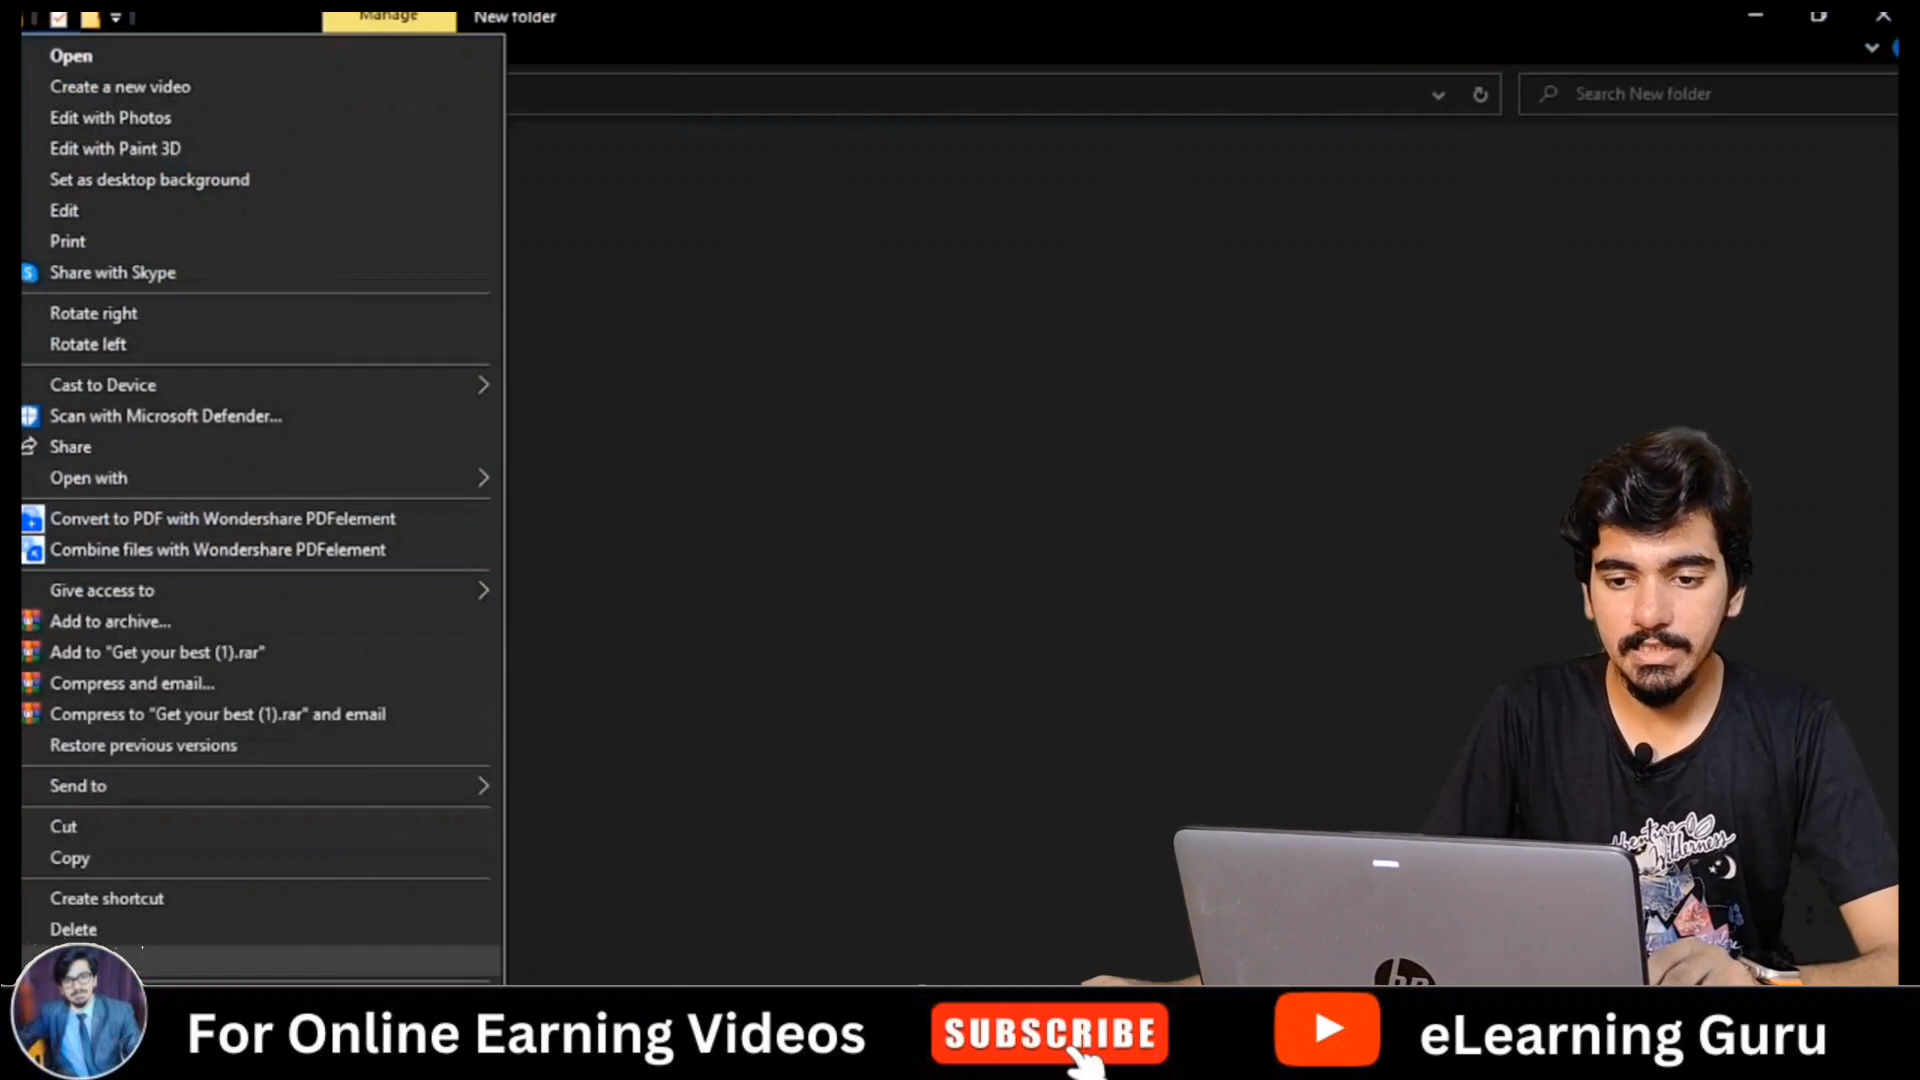 Manage
New folder
Open
Create a new video
Edit with Photos
Edit with Paint 3D
Set as desktop background
Edit
Print
Share with Skype
Rotate right
Rotate left
Cast to Device
Scan with Microsoft Defender...
Share
Open with
Convert to PDF with Wondershare PDFelement
Combine files with Wondershare PDFelement
Give access to
Add to archive...
Add to "Get your best (1).rar"
Compress and email...
Compress to "Get your best (1).rar" and email
Restore previous versions
Send to
Cut
Copy
Create shortcut
Delete
Search New folder
Adventure
Wilderness
hp
For Online Earning Videos
SUBSCRIBE
eLearning Guru